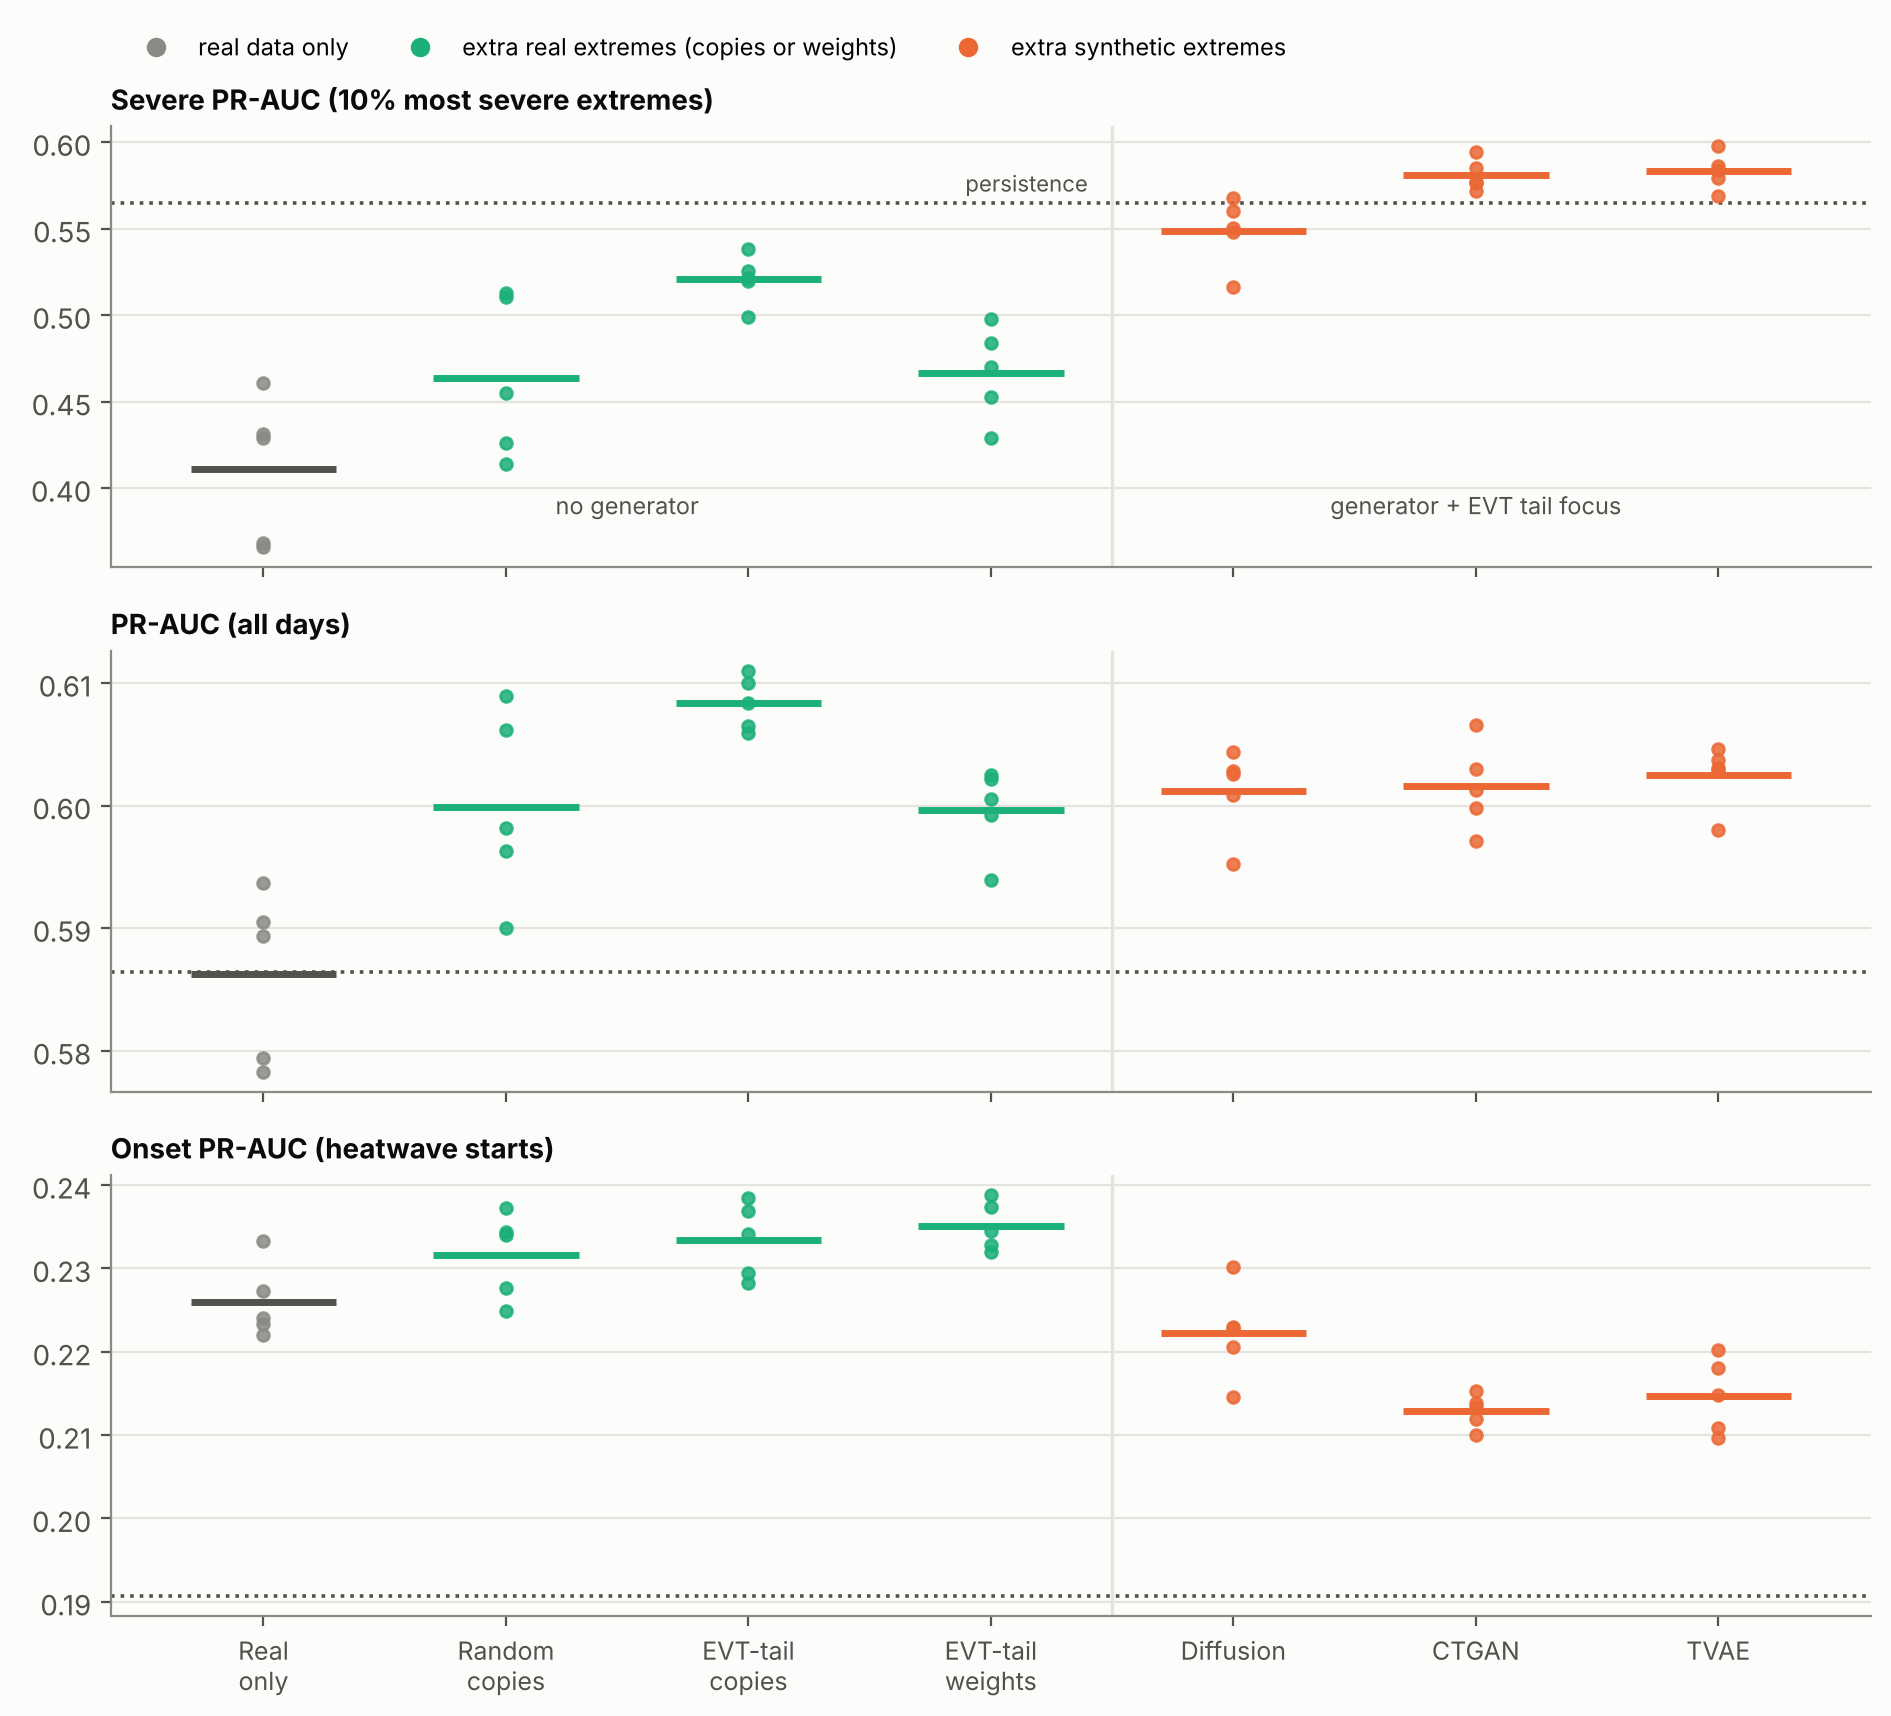 real data only
extra real extremes (copies or weights)
extra synthetic extremes
Severe PR-AUC (10% most severe extremes)
0.60
persistence
0.55
0.50
0.45
0.40
no generator
generator + EVT tail focus
PR-AUC (all days)
0.61
0.60
0.59
0.58
Onset PR-AUC (heatwave starts)
0.24
0.23
0.22
0.21
0.20
0.19
Real
only
Random
copies
EVT-tail
copies
EVT-tail
weights
Diffusion
CTGAN
TVAE